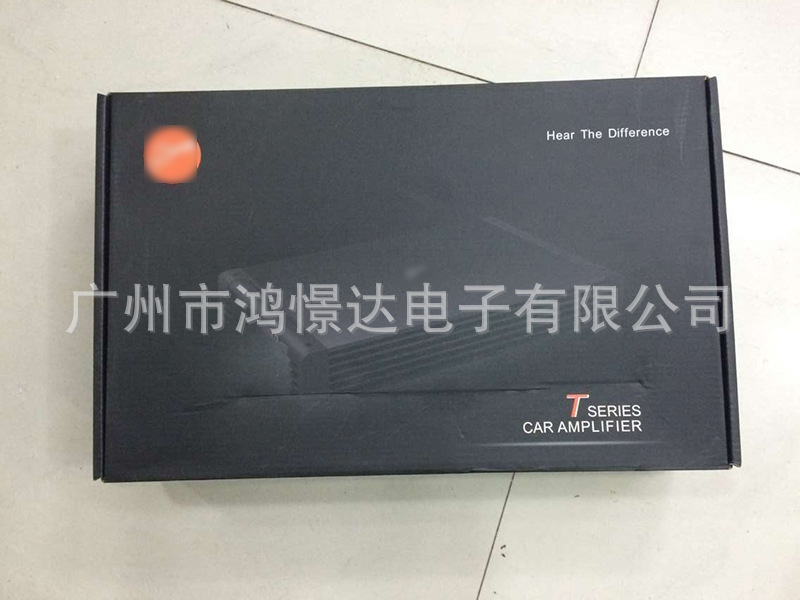 Hear The Difference
广州市鸿憬达电子有限公司
T SERIES
CAR AMPLIFIER